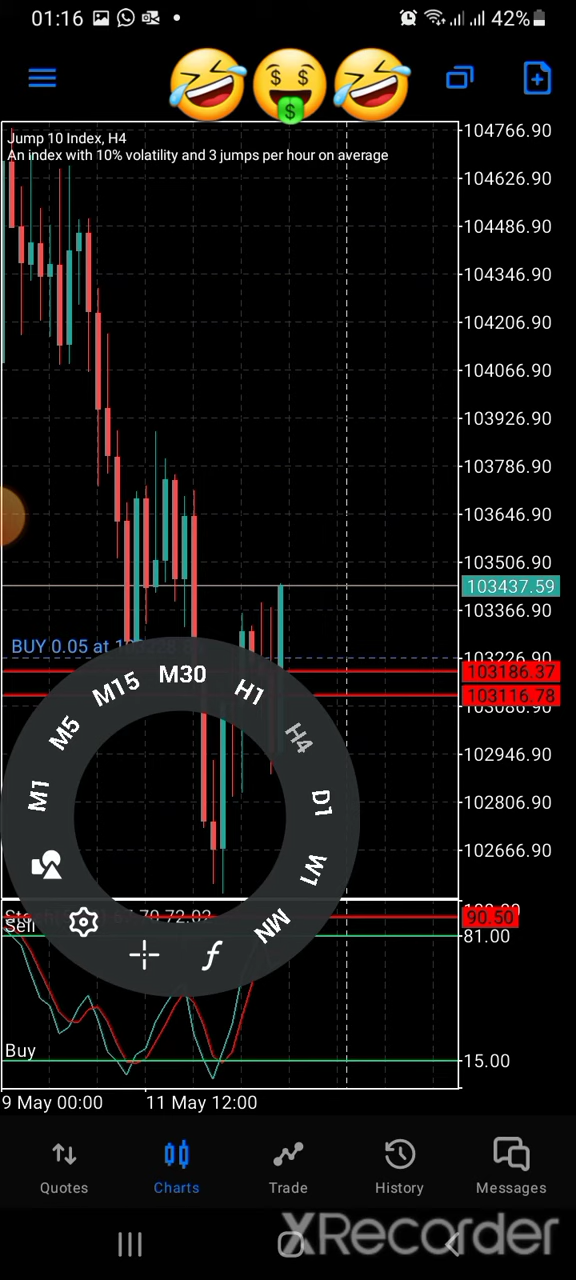 01:16
42%
$ $
$
Jump 10 Index, H4
An index with 10% volatility and 3 jumps per hour on average
104766.90
104626.90
104486.90
104346.90
104206.90
104066.90
103926.90
103786.90
103646.90
103506.90
103437.59
103366.90
BUY 0.05 at
103226.90
103186.37
103116.78
103086.90
102946.90
102806.90
102666.90
M1
M5
M15
M30
H1
H4
D1
W1
MN
f
90.50
Sell
81.00
Buy
15.00
9 May 00:00
11 May 12:00
Quotes
Charts
Trade
History
Messages
XRecorder